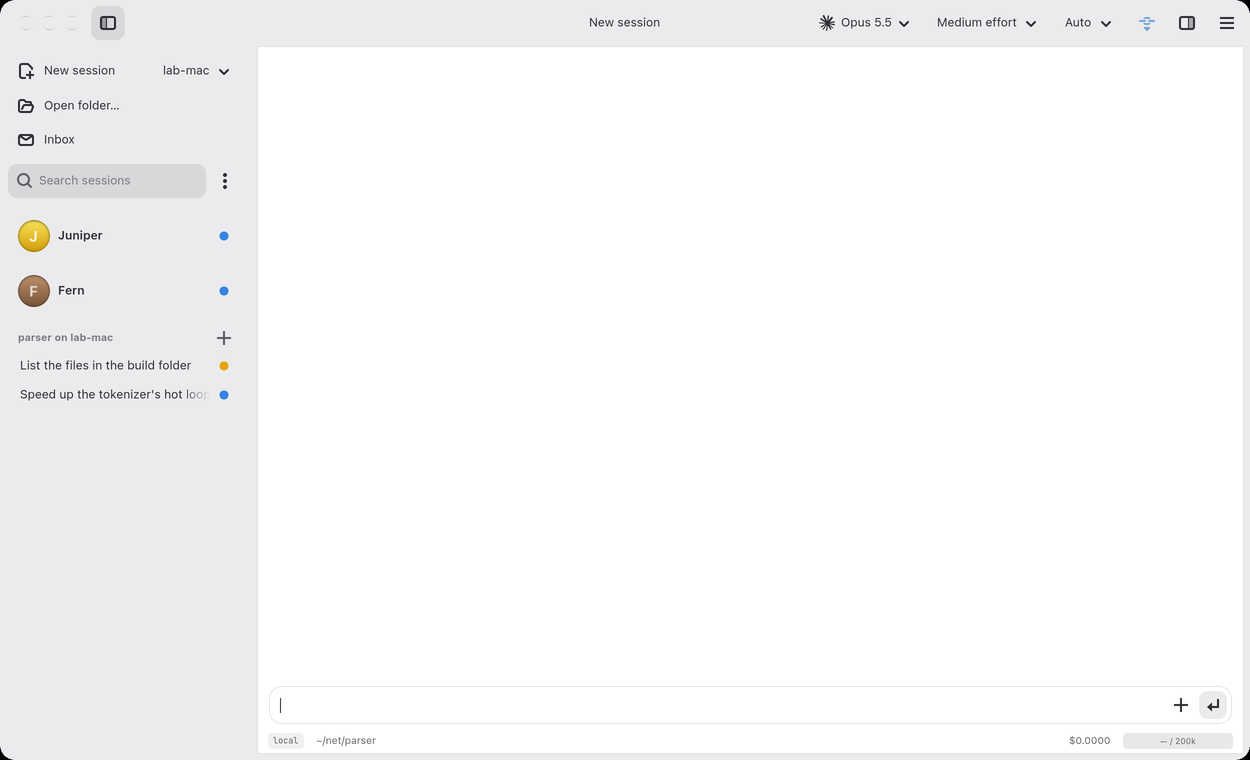 New session
Opus 5.5
Medium effort
Auto
New session
lab-mac
Open folder...
Inbox
Search sessions
J
Juniper
F
Fern
parser on lab-mac
List the files in the build folder
Speed up the tokenizer's hot loop
local
~/net/parser
$0.0000
— / 200k